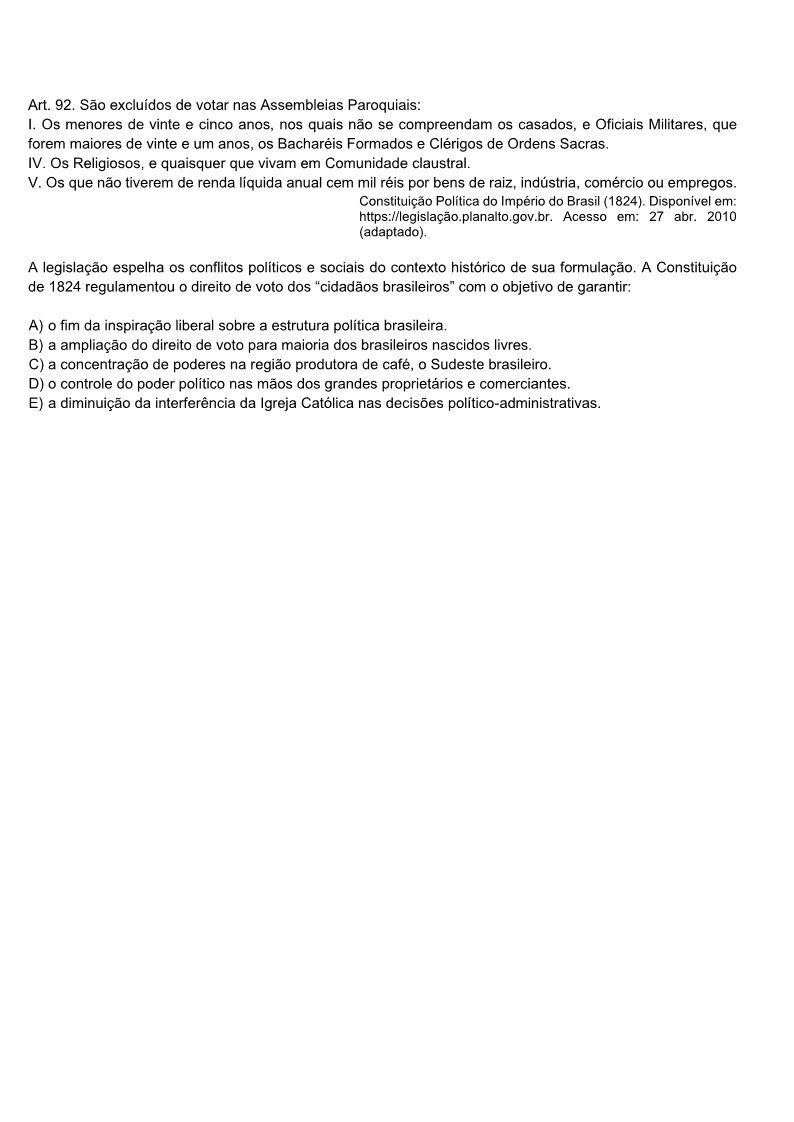 Art. 92. São excluídos de votar nas Assembleias Paroquiais:
I. Os menores de vinte e cinco anos, nos quais não se compreendam os casados, e Oficiais Militares, que
forem maiores de vinte e um anos, os Bacharéis Formados e Clérigos de Ordens Sacras.
IV. Os Religiosos, e quaisquer que vivam em Comunidade claustral.
V. Os que não tiverem de renda líquida anual cem mil réis por bens de raiz, indústria, comércio ou empregos.
Constituição Política do Império do Brasil (1824). Disponível em:
https://legislação.planalto.gov.br. Acesso em: 27 abr. 2010
(adaptado).
A legislação espelha os conflitos políticos e sociais do contexto histórico de sua formulação. A Constituição
de 1824 regulamentou o direito de voto dos “cidadãos brasileiros” com o objetivo de garantir:
A) o fim da inspiração liberal sobre a estrutura política brasileira.
B) a ampliação do direito de voto para maioria dos brasileiros nascidos livres.
C) a concentração de poderes na região produtora de café, o Sudeste brasileiro.
D) o controle do poder político nas mãos dos grandes proprietários e comerciantes.
E) a diminuição da interferência da Igreja Católica nas decisões político-administrativas.